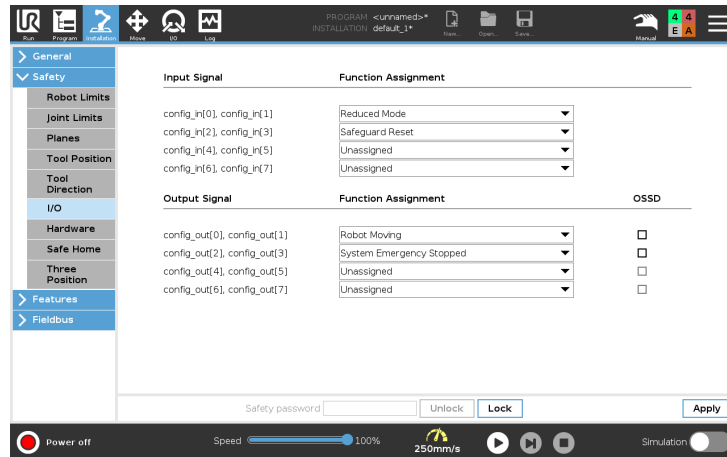 UR
Run
Program
Installation
Move
I/O
Log
PROGRAM <unnamed>*
INSTALLATION default_1*
New...
Open...
Save...
Manual
4 4
E A
General
Safety
Robot Limits
Joint Limits
Planes
Tool Position
Tool
Direction
I/O
Hardware
Safe Home
Three
Position
Features
Fieldbus
Input Signal Function Assignment
config_in[0], config_in[1] Reduced Mode
config_in[2], config_in[3] Safeguard Reset
config_in[4], config_in[5] Unassigned
config_in[6], config_in[7] Unassigned
Output Signal Function Assignment OSSD
config_out[0], config_out[1] Robot Moving
config_out[2], config_out[3] System Emergency Stopped
config_out[4], config_out[5] Unassigned
config_out[6], config_out[7] Unassigned
Safety password Unlock Lock Apply
Power off Speed 100% 250mm/s Simulation